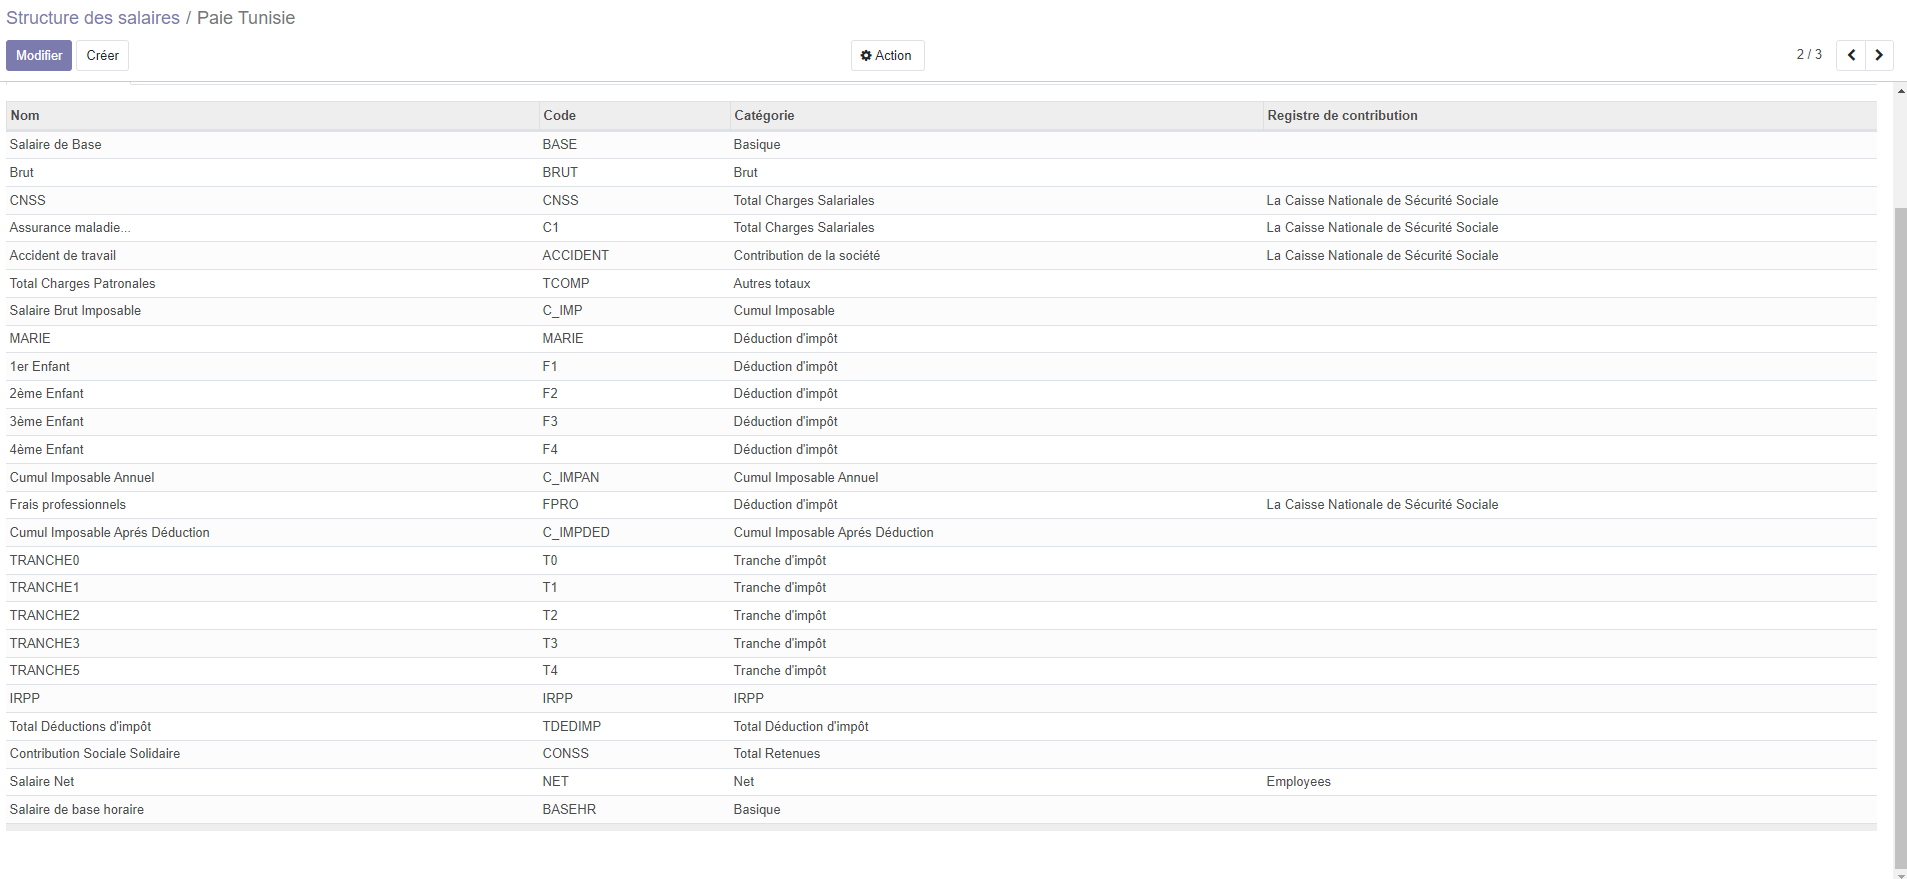 Structure des salaires / Paie Tunisie
Modifier Créer Action 2 / 3
Nom Code Catégorie Registre de contribution
Salaire de Base BASE Basique
Brut BRUT Brut
CNSS CNSS Total Charges Salariales La Caisse Nationale de Sécurité Sociale
Assurance maladie... C1 Total Charges Salariales La Caisse Nationale de Sécurité Sociale
Accident de travail ACCIDENT Contribution de la société La Caisse Nationale de Sécurité Sociale
Total Charges Patronales TCOMP Autres totaux
Salaire Brut Imposable C_IMP Cumul Imposable
MARIE MARIE Déduction d'impôt
1er Enfant F1 Déduction d'impôt
2ème Enfant F2 Déduction d'impôt
3ème Enfant F3 Déduction d'impôt
4ème Enfant F4 Déduction d'impôt
Cumul Imposable Annuel C_IMPAN Cumul Imposable Annuel
Frais professionnels FPRO Déduction d'impôt La Caisse Nationale de Sécurité Sociale
Cumul Imposable Aprés Déduction C_IMPDED Cumul Imposable Aprés Déduction
TRANCHE0 T0 Tranche d'impôt
TRANCHE1 T1 Tranche d'impôt
TRANCHE2 T2 Tranche d'impôt
TRANCHE3 T3 Tranche d'impôt
TRANCHE5 T4 Tranche d'impôt
IRPP IRPP IRPP
Total Déductions d'impôt TDEDIMP Total Déduction d'impôt
Contribution Sociale Solidaire CONSS Total Retenues
Salaire Net NET Net Employees
Salaire de base horaire BASEHR Basique